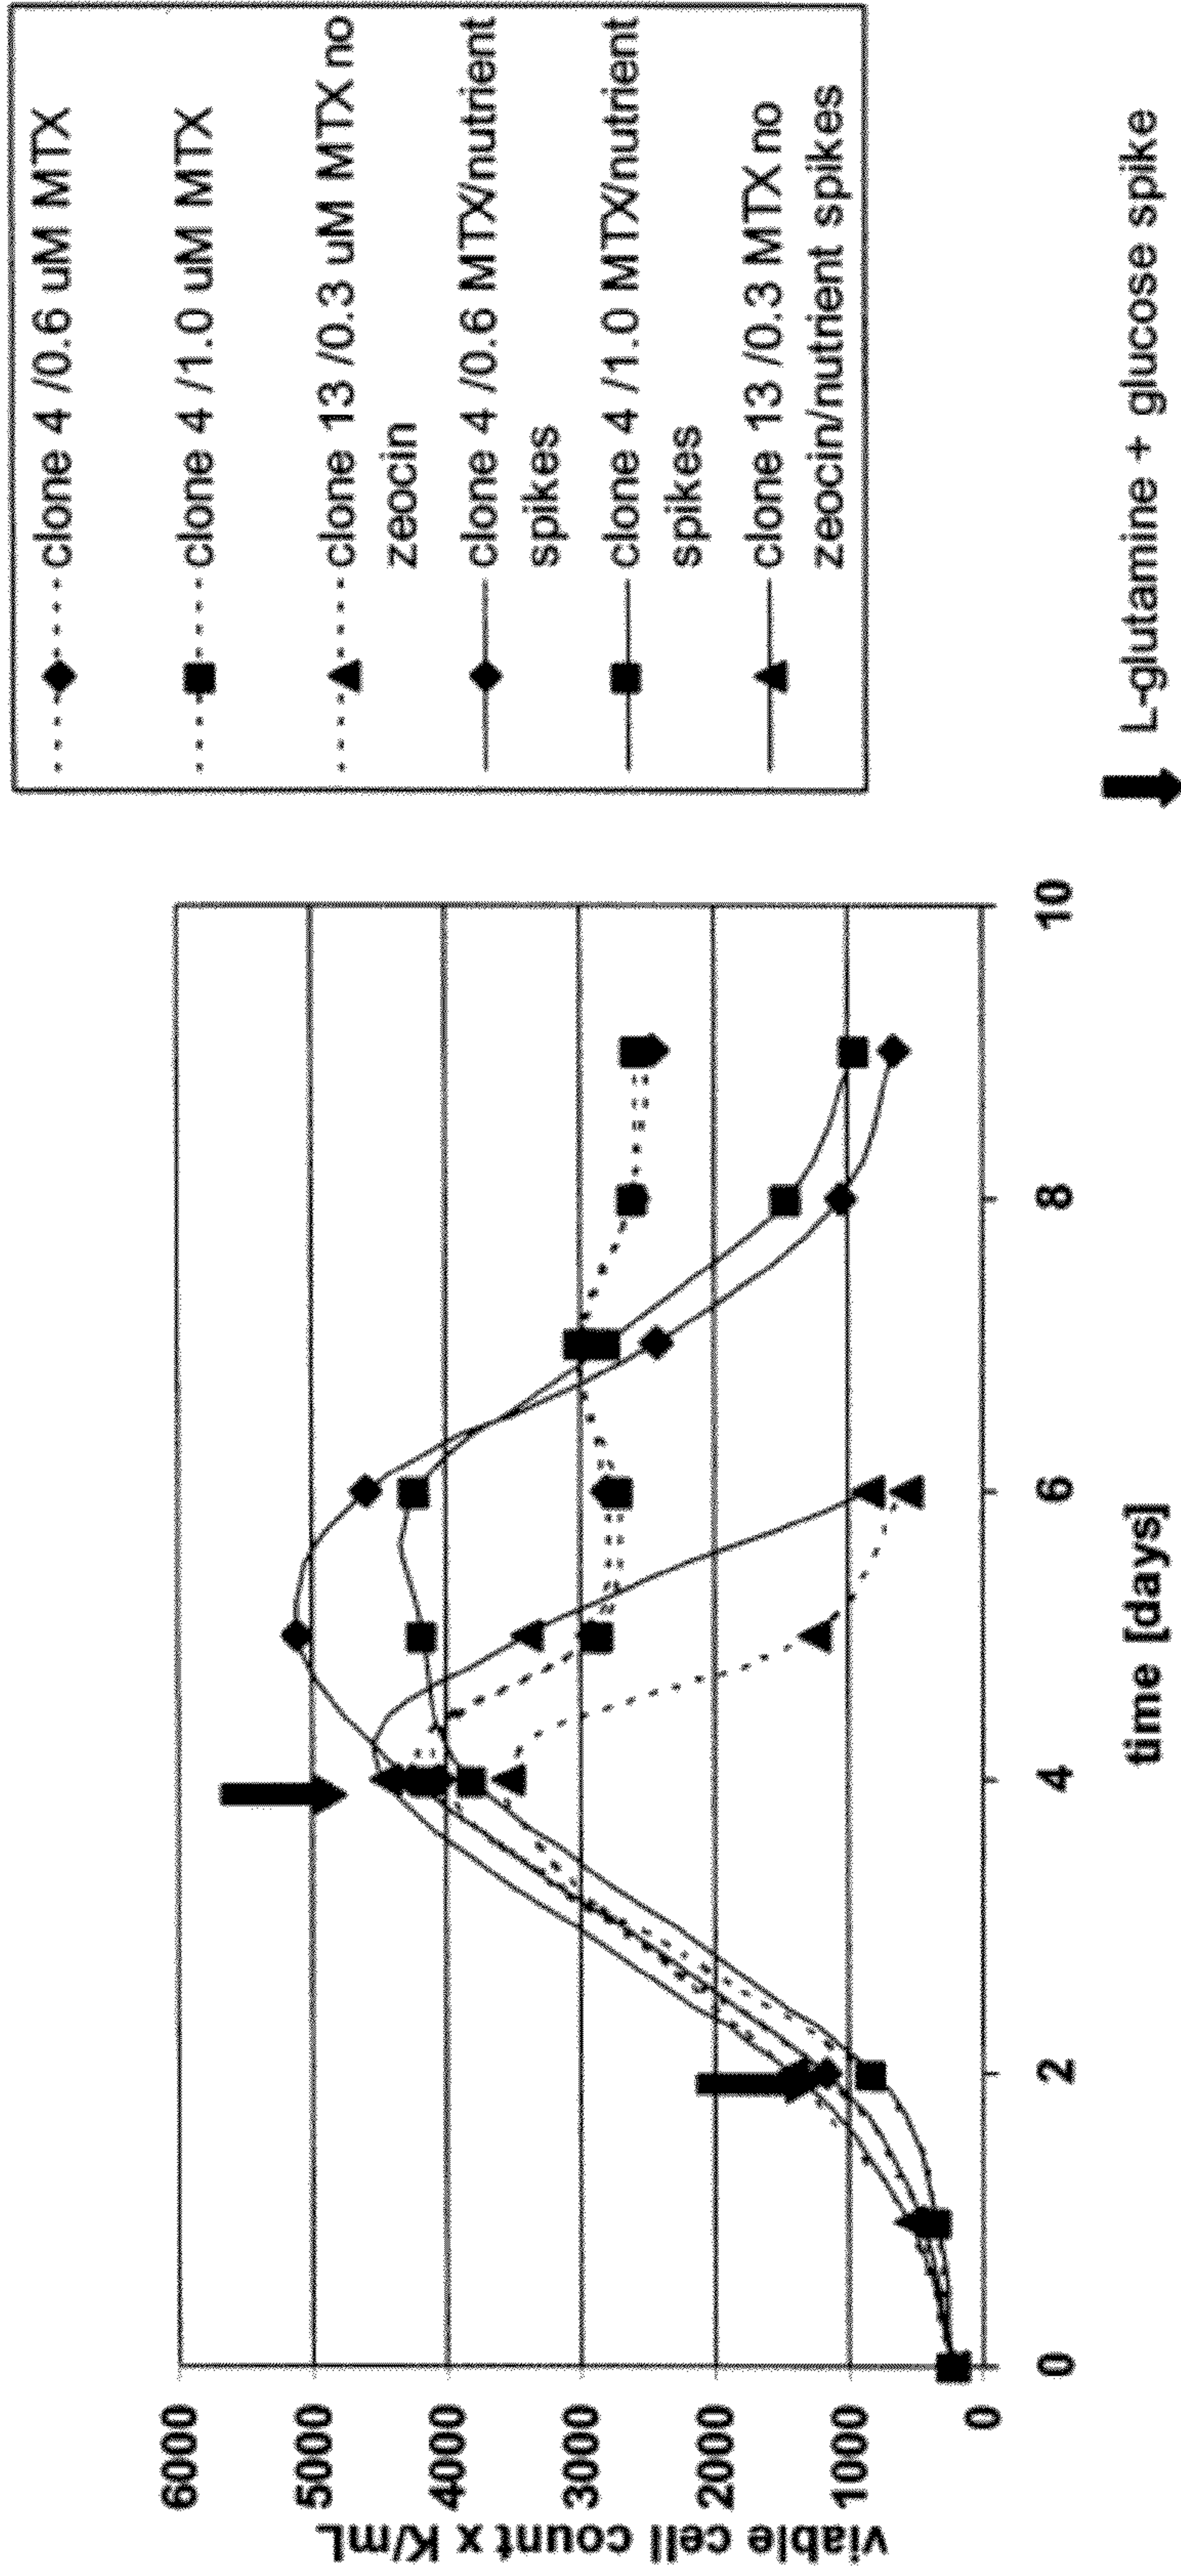 6000
5000
4000
3000
2000
1000
0
viable cell count x K/mL
0
2
4
6
8
10
time [days]
clone 4 /0.6 uM MTX
clone 4 /1.0 uM MTX
clone 13 /0.3 uM MTX no
zeocin
clone 4 /0.6 MTX/nutrient
spikes
clone 4 /1.0 MTX/nutrient
spikes
clone 13 /0.3 MTX no
zeocin/nutrient spikes
L-glutamine + glucose spike